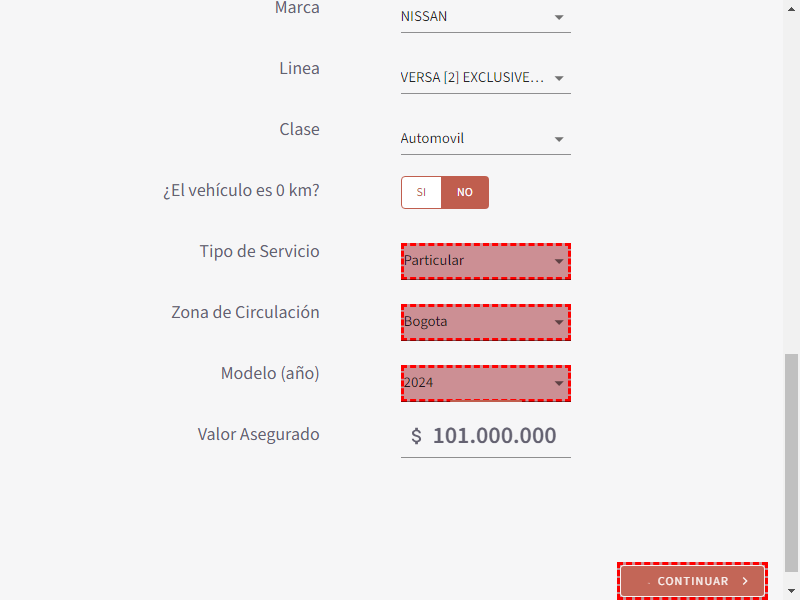 Marca
NISSAN
Linea
VERSA [2] EXCLUSIVE...
Clase
Automovil
¿El vehículo es 0 km?
SI NO
Tipo de Servicio
Particular
Zona de Circulación
Bogota
Modelo (año)
2024
Valor Asegurado
$ 101.000.000
CONTINUAR